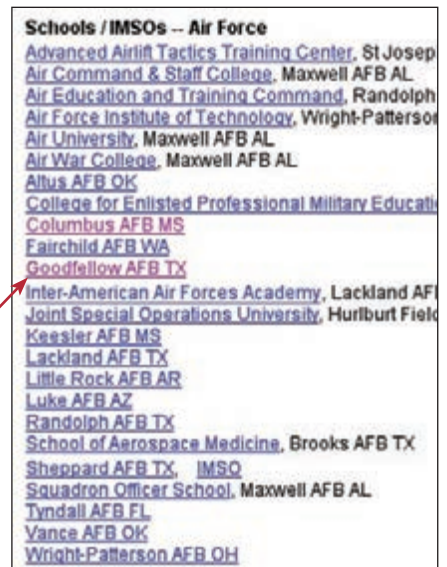 Schools / IMSOs -- Air Force
Advanced Airlift Tactics Training Center, St Josep
Air Command & Staff College, Maxwell AFB AL
Air Education and Training Command, Randolph
Air Force Institute of Technology, Wright-Patterson
Air University, Maxwell AFB AL
Air War College, Maxwell AFB AL
Altus AFB OK
College for Enlisted Professional Military Educati
Columbus AFB MS
Fairchild AFB WA
Goodfellow AFB TX
Inter-American Air Forces Academy, Lackland AF
Joint Special Operations University, Hurlburt Field
Keesler AFB MS
Lackland AFB TX
Little Rock AFB AR
Luke AFB AZ
Randolph AFB TX
School of Aerospace Medicine, Brooks AFB TX
Sheppard AFB TX, IMSO
Squadron Officer School, Maxwell AFB AL
Tyndall AFB FL
Vance AFB OK
Wright-Patterson AFB OH